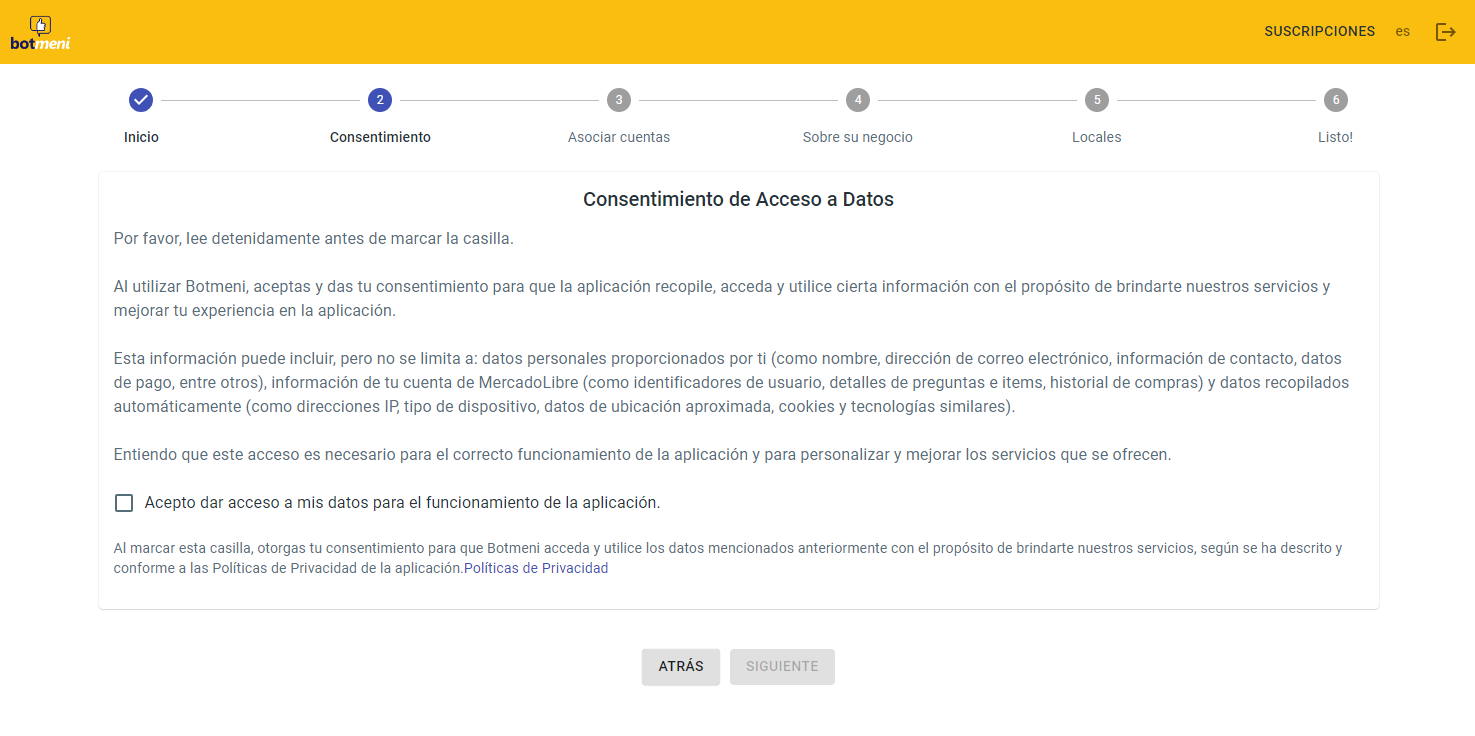 botmeni
SUSCRIPCIONES es
2 3 4 5 6
Inicio Consentimiento Asociar cuentas Sobre su negocio Locales Listo!
Consentimiento de Acceso a Datos
Por favor, lee detenidamente antes de marcar la casilla.
Al utilizar Botmeni, aceptas y das tu consentimiento para que la aplicación recopile, acceda y utilice cierta información con el propósito de brindarte nuestros servicios y
mejorar tu experiencia en la aplicación.
Esta información puede incluir, pero no se limita a: datos personales proporcionados por ti (como nombre, dirección de correo electrónico, información de contacto, datos
de pago, entre otros), información de tu cuenta de MercadoLibre (como identificadores de usuario, detalles de preguntas e items, historial de compras) y datos recopilados
automáticamente (como direcciones IP, tipo de dispositivo, datos de ubicación aproximada, cookies y tecnologías similares).
Entiendo que este acceso es necesario para el correcto funcionamiento de la aplicación y para personalizar y mejorar los servicios que se ofrecen.
Acepto dar acceso a mis datos para el funcionamiento de la aplicación.
Al marcar esta casilla, otorgas tu consentimiento para que Botmeni acceda y utilice los datos mencionados anteriormente con el propósito de brindarte nuestros servicios, según se ha descrito y
conforme a las Políticas de Privacidad de la aplicación.Políticas de Privacidad
ATRÁS SIGUIENTE